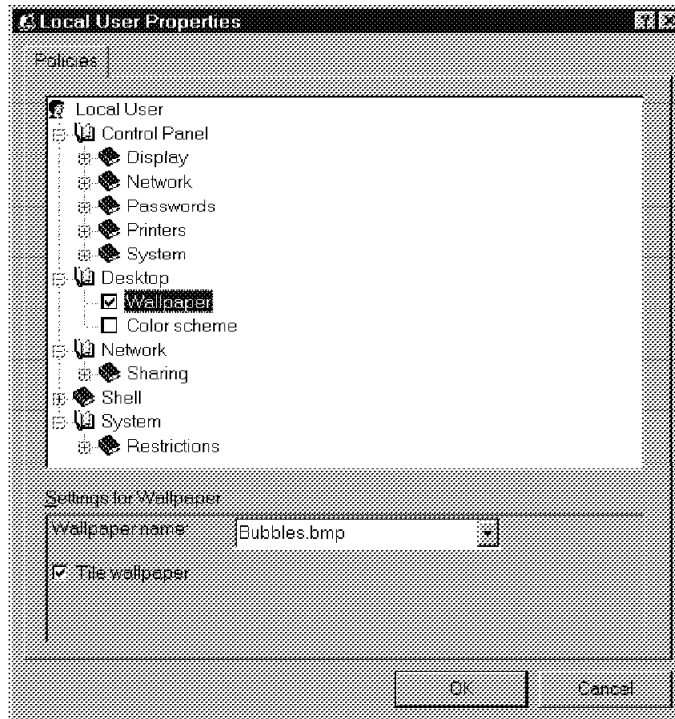 Local User Properties
Policies
Local User
Control Panel
Display
Network
Passwords
Printers
System
Desktop
Wallpaper
Color scheme
Network
Sharing
Shell
System
Restrictions
Settings for Wallpaper
Wallpaper name:
Bubbles.bmp
Tile wallpaper
OK
Cancel